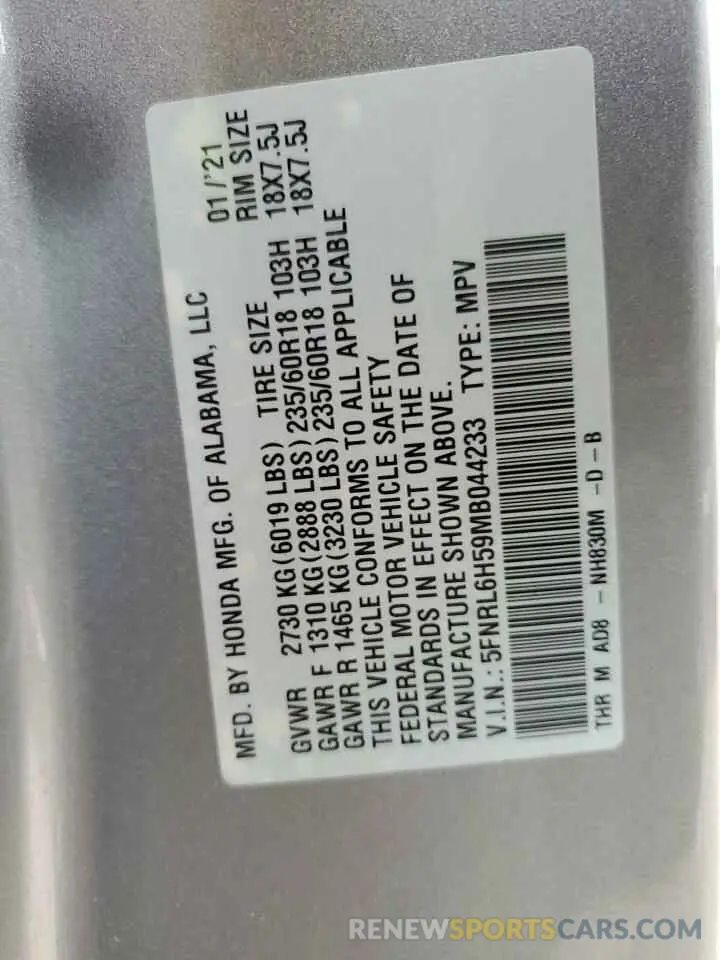 MFD. BY HONDA MFG. OF ALABAMA, LLC 01/'21
GVWR 2730 KG(6019 LBS) TIRE SIZE RIM SIZE
GAWR F 1310 KG(2888 LBS)235/60R18 103H 18X7.5J
GAWR R 1465 KG(3230 LBS)235/60R18 103H 18X7.5J
THIS VEHICLE CONFORMS TO ALL APPLICABLE
FEDERAL MOTOR VEHICLE SAFETY
STANDARDS IN EFFECT ON THE DATE OF
MANUFACTURE SHOWN ABOVE.
V.I.N.: 5FNRL6H59MB044233 TYPE: MPV
THR M AD8 - NH830M -D-B
RENEWSPORTSCARS.COM